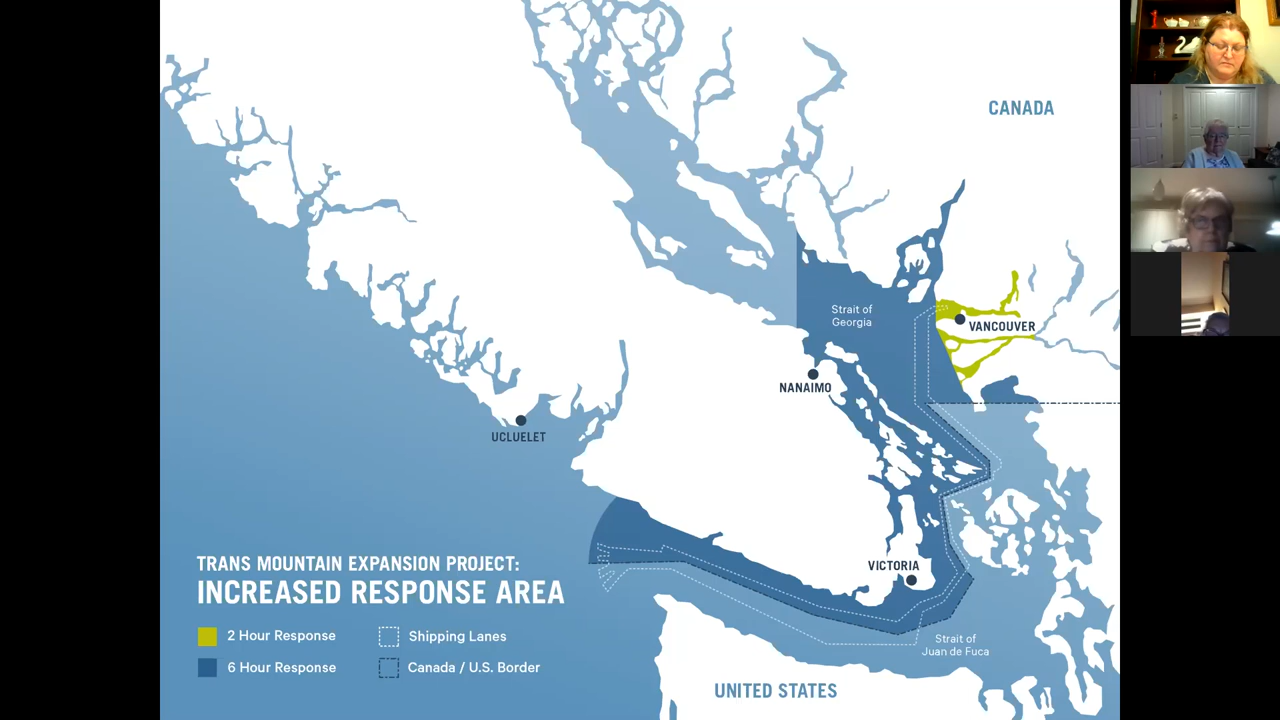 CANADA
Strait of
Georgia
VANCOUVER
NANAIMO
UCLUELET
TRANS MOUNTAIN EXPANSION PROJECT:
INCREASED RESPONSE AREA
VICTORIA
2 Hour Response
Shipping Lanes
6 Hour Response
Canada / U.S. Border
Strait of
Juan de Fuca
UNITED STATES